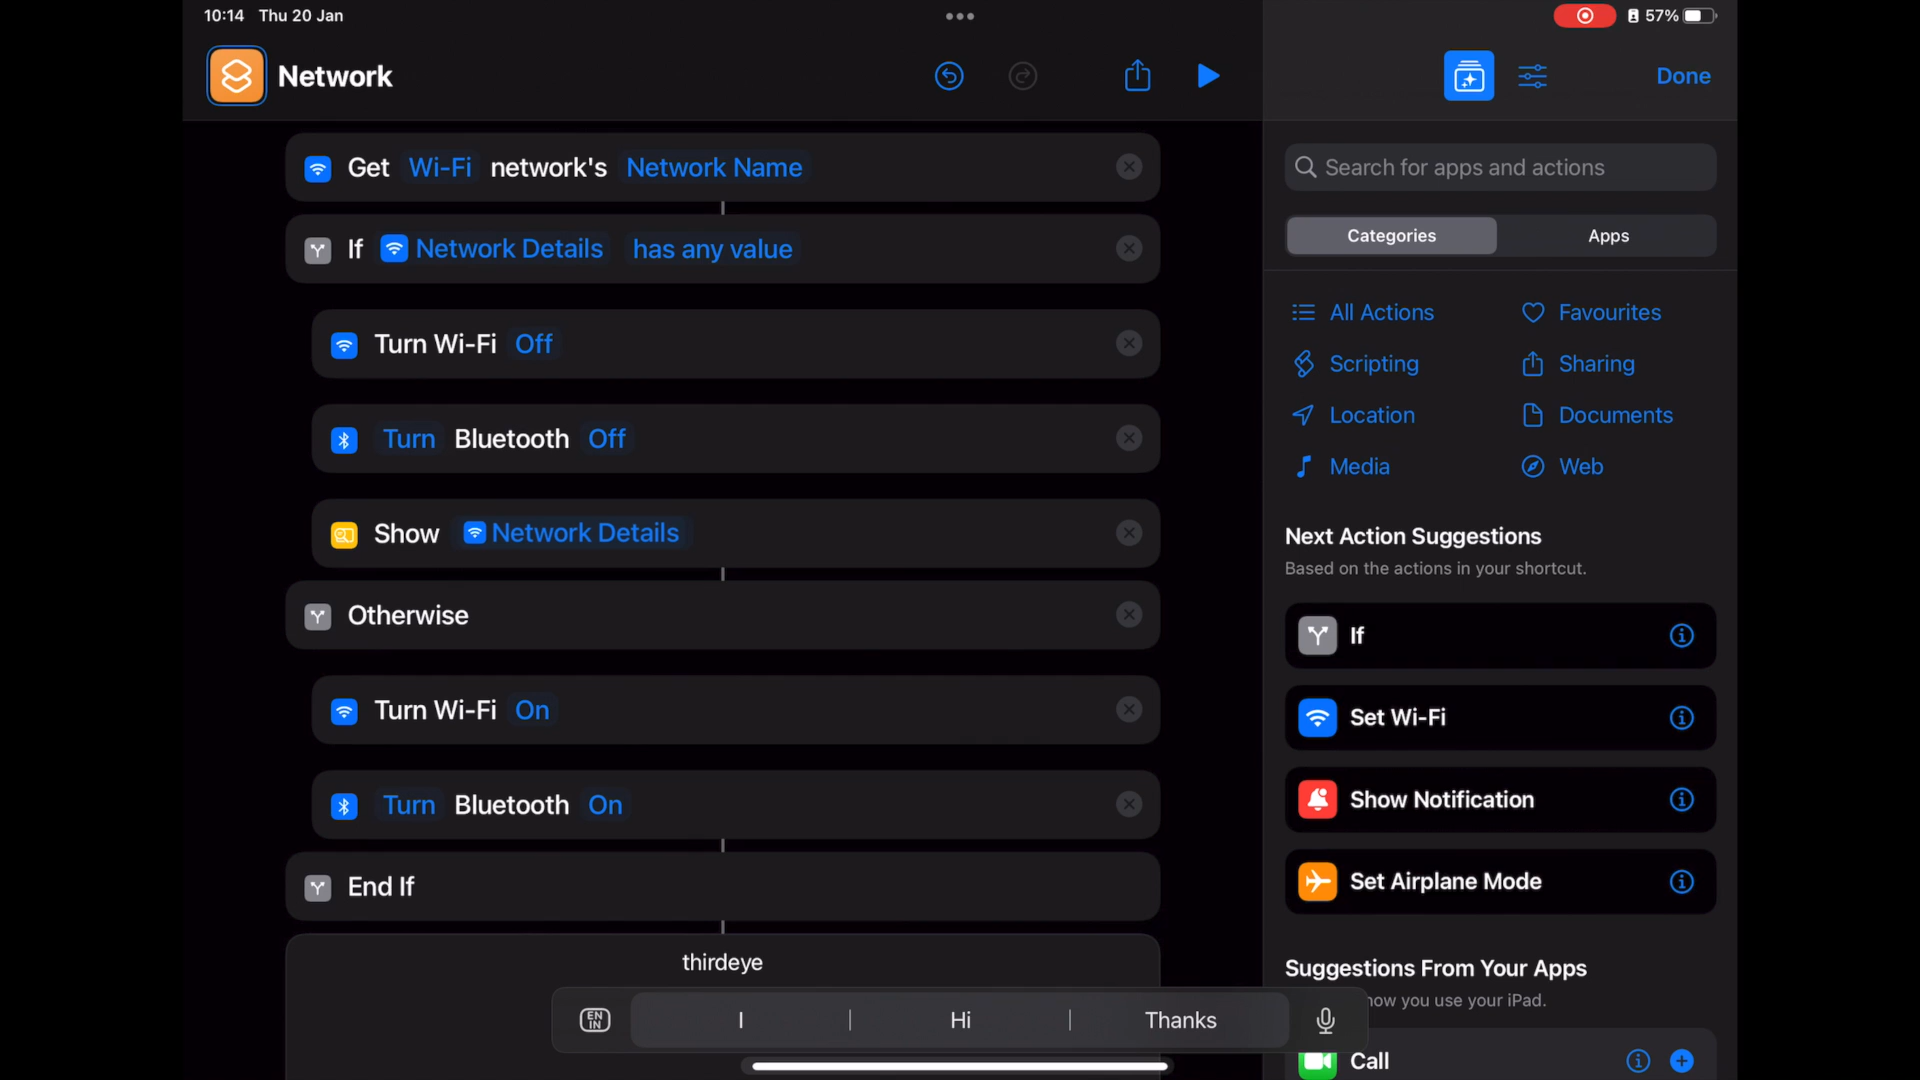 10:14 Thu 20 Jan
57%
Network
Done
Get Wi-Fi network's Network Name
If Network Details has any value
Turn Wi-Fi Off
Turn Bluetooth Off
Show Network Details
Otherwise
Turn Wi-Fi On
Turn Bluetooth On
End If
thirdeye
EN
IN
I
Hi
Thanks
Search for apps and actions
Categories
Apps
All Actions
Favourites
Scripting
Sharing
Location
Documents
Media
Web
Next Action Suggestions
Based on the actions in your shortcut.
If
Set Wi-Fi
Show Notification
Set Airplane Mode
Suggestions From Your Apps
how you use your iPad.
Call